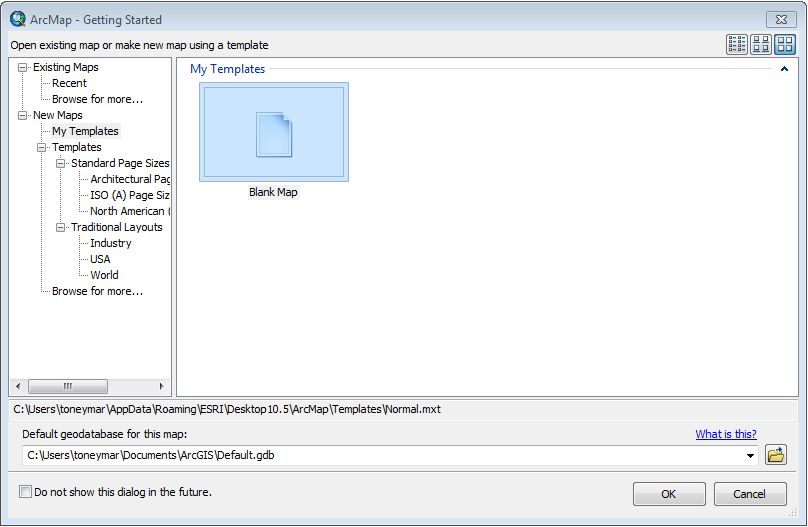 ArcMap - Getting Started
Open existing map or make new map using a template
Existing Maps
Recent
Browse for more...
New Maps
My Templates
Templates
Standard Page Sizes
Architectural Pag
ISO (A) Page Siz
North American (
Traditional Layouts
Industry
USA
World
Browse for more...
My Templates
Blank Map
C:\Users\toneymar\AppData\Roaming\ESRI\Desktop10.5\ArcMap\Templates\Normal.mxt
Default geodatabase for this map:
What is this?
C:\Users\toneymar\Documents\ArcGIS\Default.gdb
Do not show this dialog in the future.
OK
Cancel